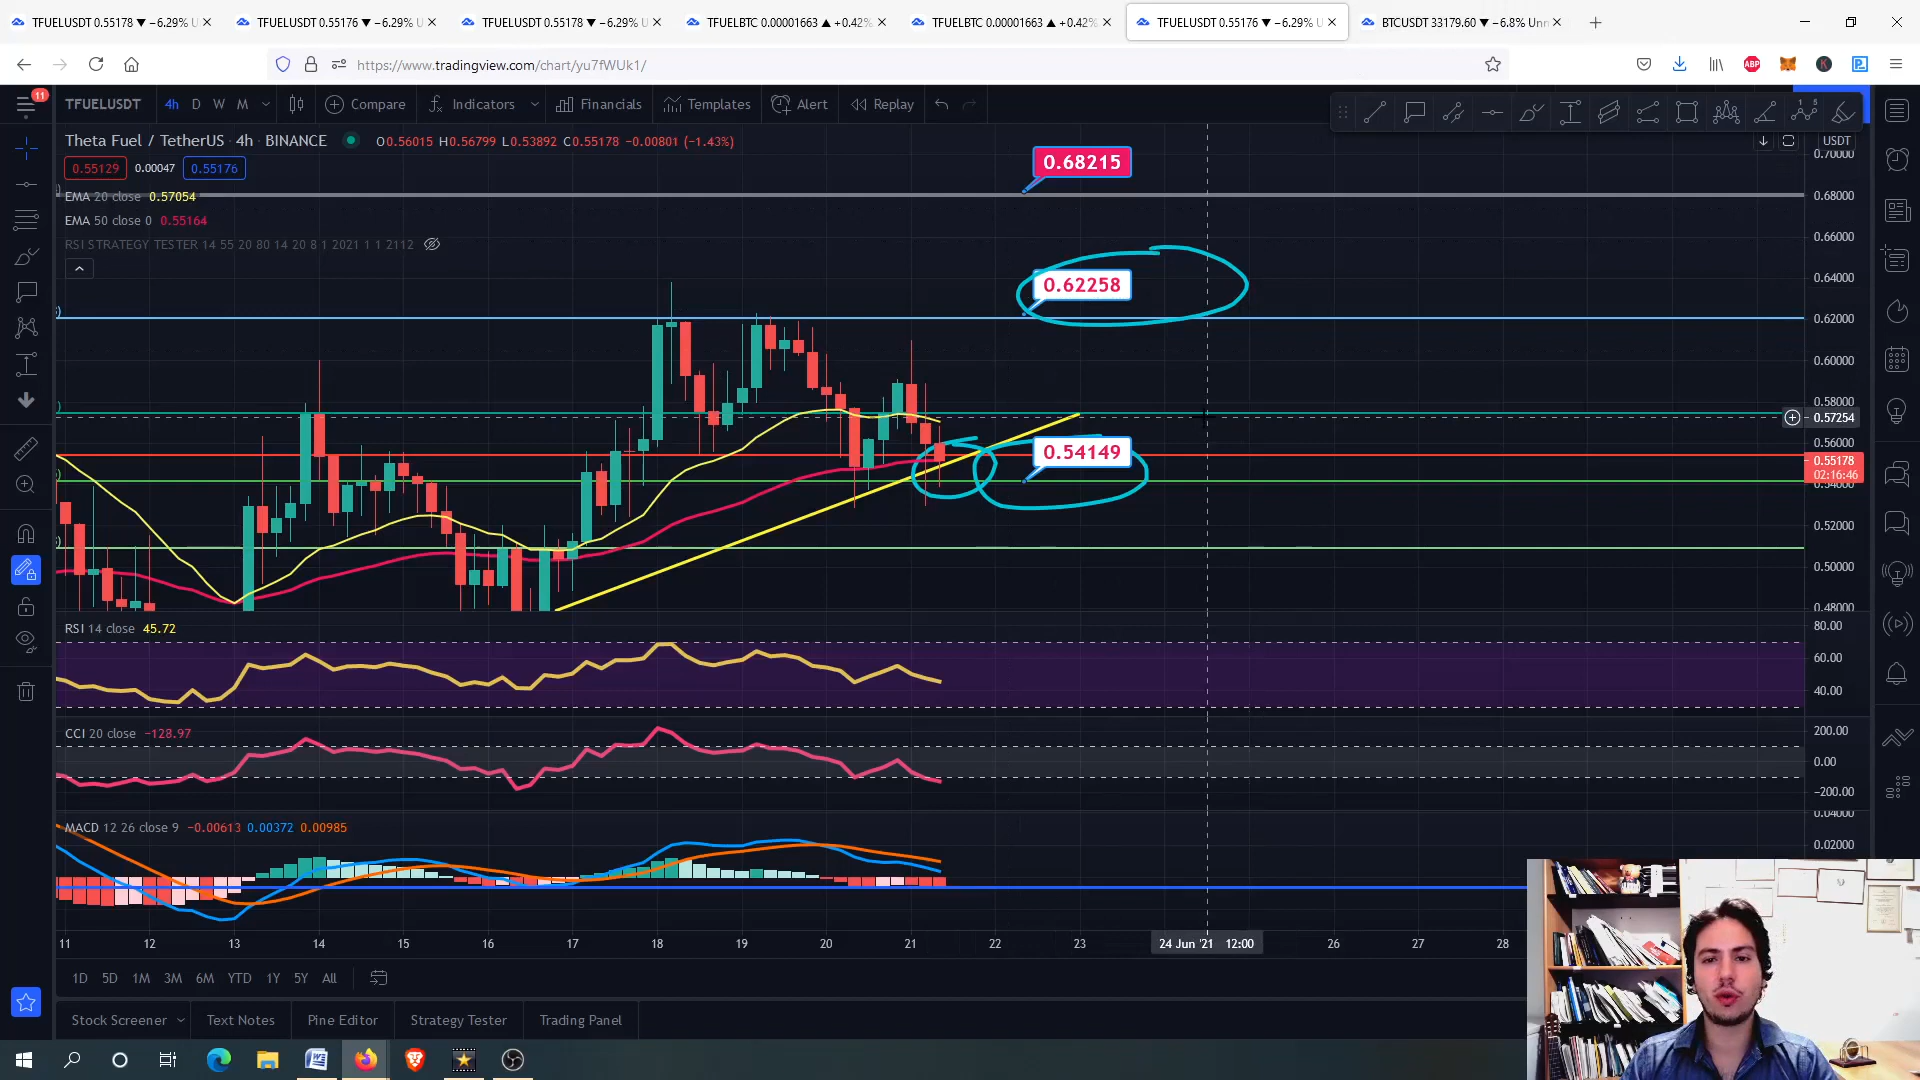 TFUELUSDT 0.55178 ▼ −6.29% U
TFUELUSDT 0.55176 ▼ −6.29% U
TFUELUSDT 0.55178 ▼ −6.29% U
TFUELBTC 0.00001663 ▲ +0.42%
TFUELBTC 0.00001663 ▲ +0.42%
TFUELUSDT 0.55176 ▼ −6.29% U
BTCUSDT 33179.60 ▼ −6.8% Unn
https://www.tradingview.com/chart/yu7fWUk1/
ABP
K
11
TFUELUSDT
4h
D
W
M
Compare
Indicators
Financials
Templates
Alert
Replay
Theta Fuel / TetherUS · 4h · BINANCE
O0.56015 H0.56799 L0.53892 C0.55178 −0.00801 (−1.43%)
USDT
0.55129
0.00047
0.55176
EMA 20 close 0.57054
EMA 50 close 0 0.55164
RSI STRATEGY TESTER 14 55 20 80 14 20 8 1 2021 1 1 2112
0.68215
0.62258
0.54149
0.70000
0.68000
0.66000
0.64000
0.62000
0.60000
0.58000
0.57254
0.56000
0.55178
02:16:46
0.54000
0.52000
0.50000
0.48000
RSI 14 close 45.72
80.00
60.00
40.00
CCI 20 close −128.97
200.00
0.00
−200.00
MACD 12 26 close 9 −0.00613 0.00372 0.00985
0.04000
0.02000
11 12 13 14 15 16 17 18 19 20 21 22 23 24 Jun '21 12:00 26 27 28
1D 5D 1M 3M 6M YTD 1Y 5Y All
Stock Screener
Text Notes
Pine Editor
Strategy Tester
Trading Panel